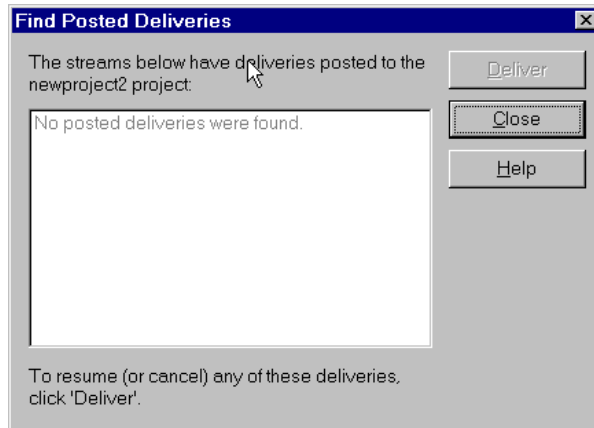 Find Posted Deliveries
The streams below have deliveries posted to the
newproject2 project:
Deliver
No posted deliveries were found.
Close
Help
To resume (or cancel) any of these deliveries,
click 'Deliver'.